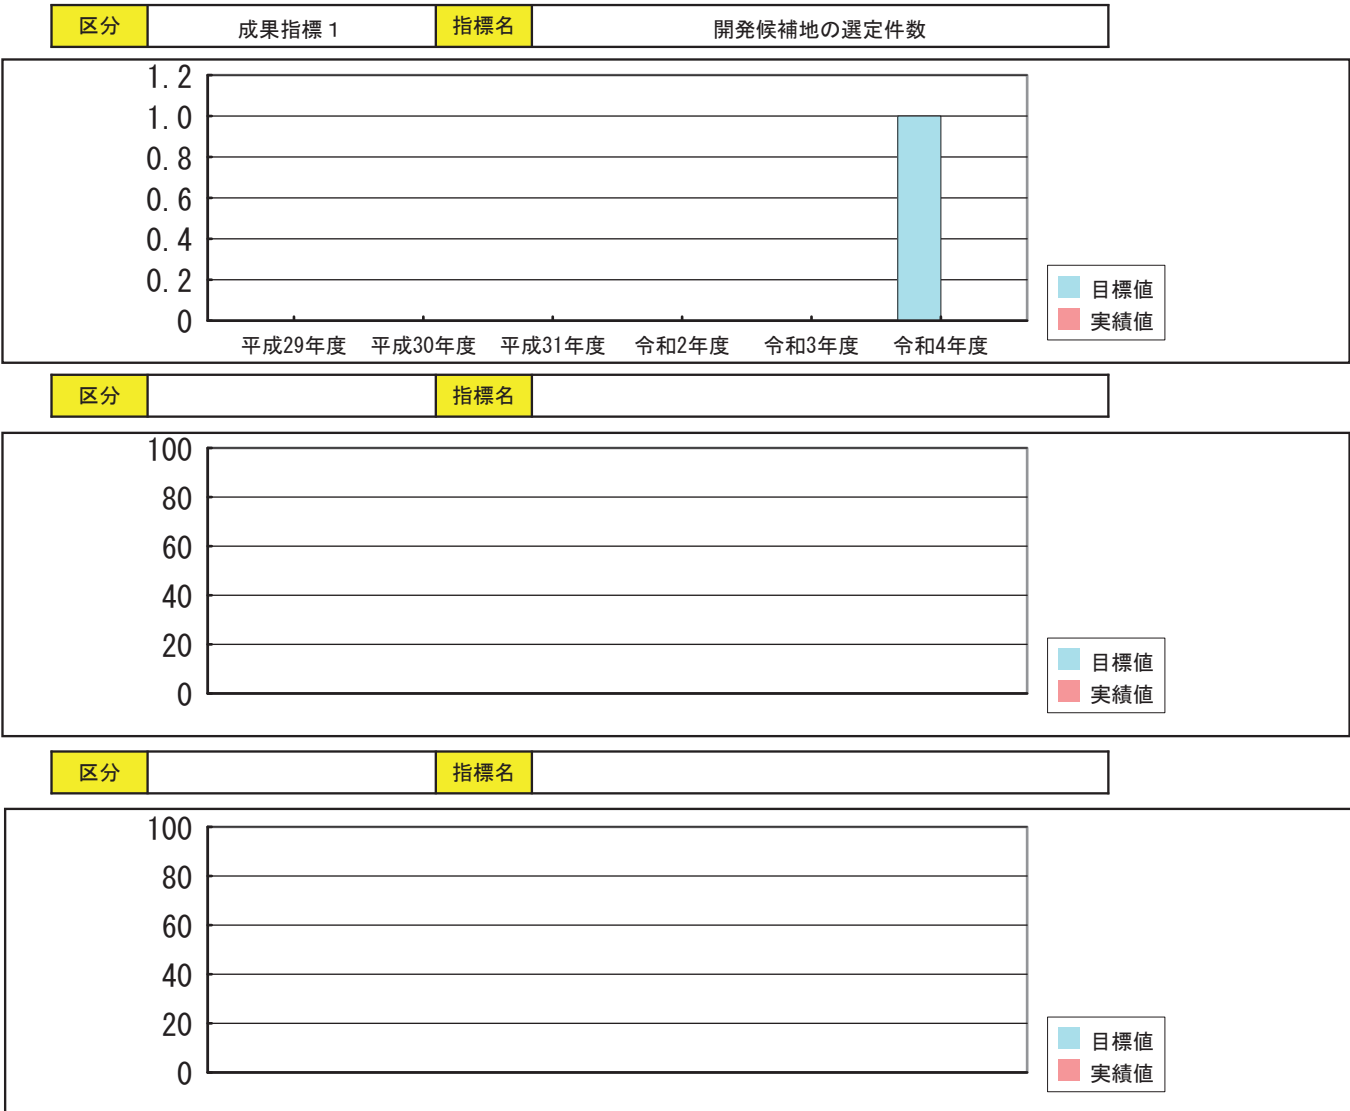 区分 成果指標1 指標名 開発候補地の選定件数
1.2
1.0
0.8
0.6
0.4
0.2
0
平成29年度 平成30年度 平成31年度 令和2年度 令和3年度 令和4年度
目標値
実績値
区分 指標名
100
80
60
40
20
0
目標値
実績値
区分 指標名
100
80
60
40
20
0
目標値
実績値